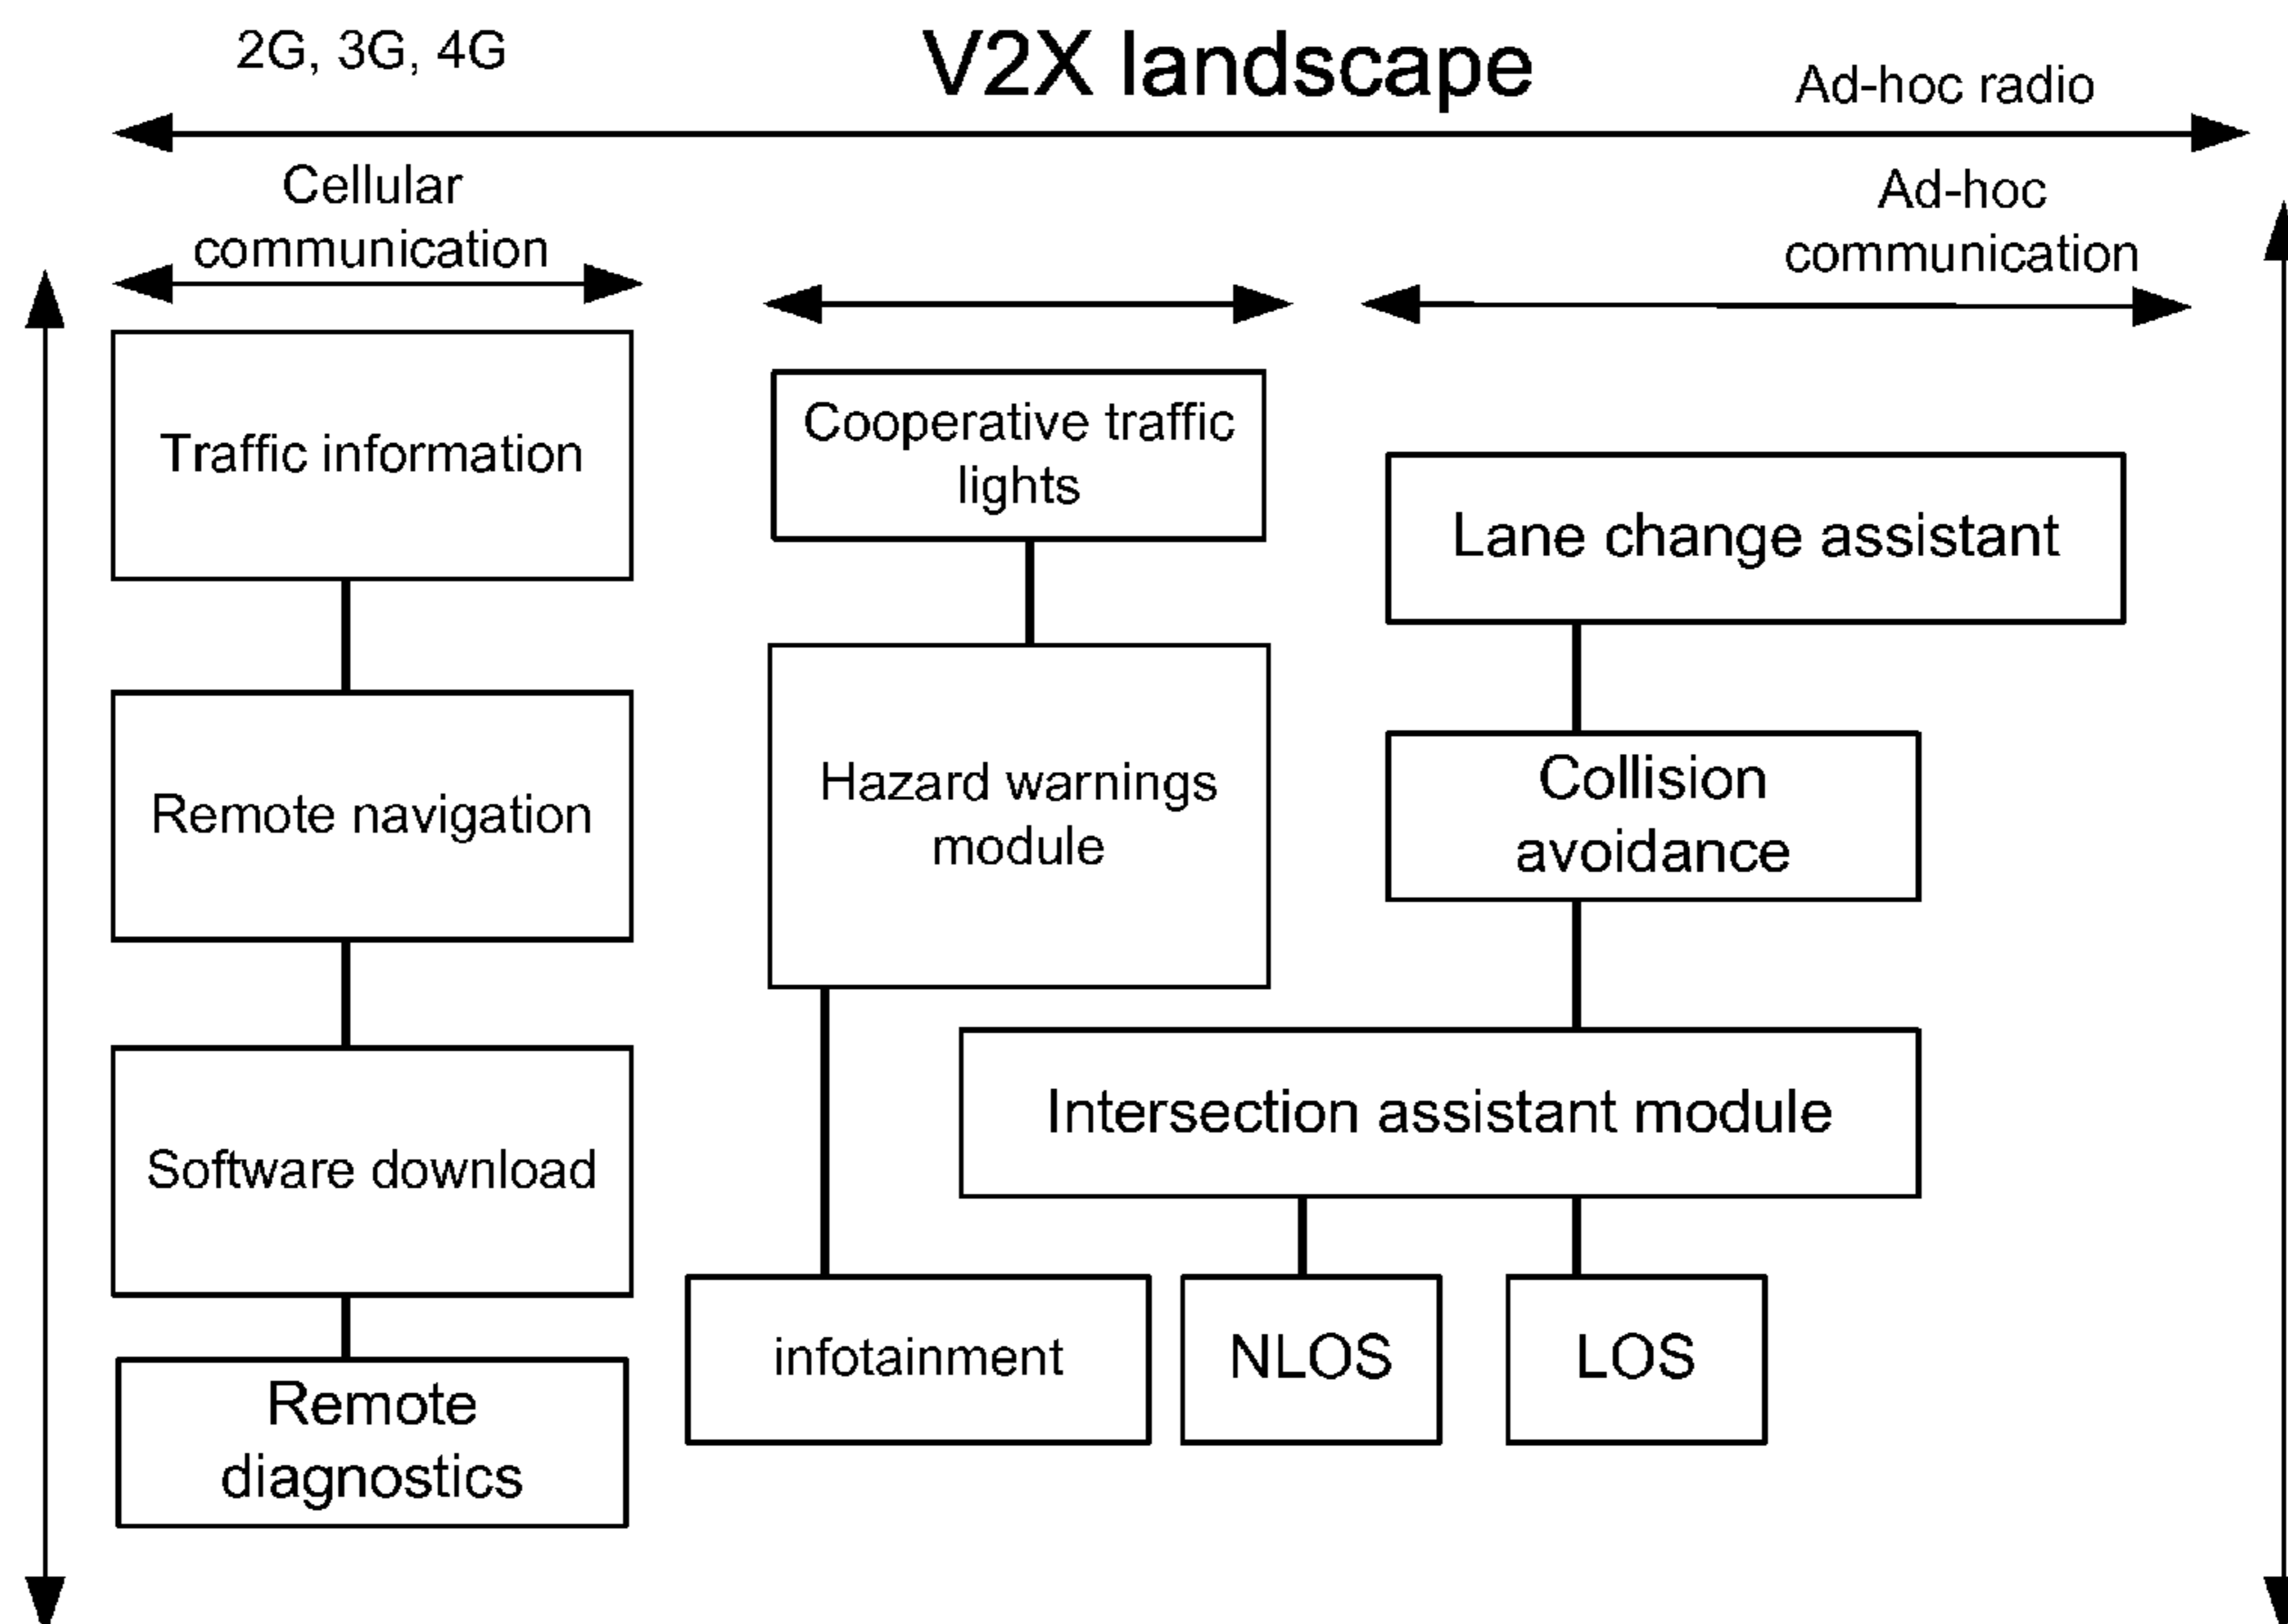 2G, 3G, 4G
V2X landscape
Ad-hoc radio
Cellular
communication
Ad-hoc
communication
Traffic information
Remote navigation
Software download
Remote
diagnostics
Cooperative traffic
lights
Hazard warnings
module
infotainment
Lane change assistant
Collision
avoidance
Intersection assistant module
NLOS
LOS